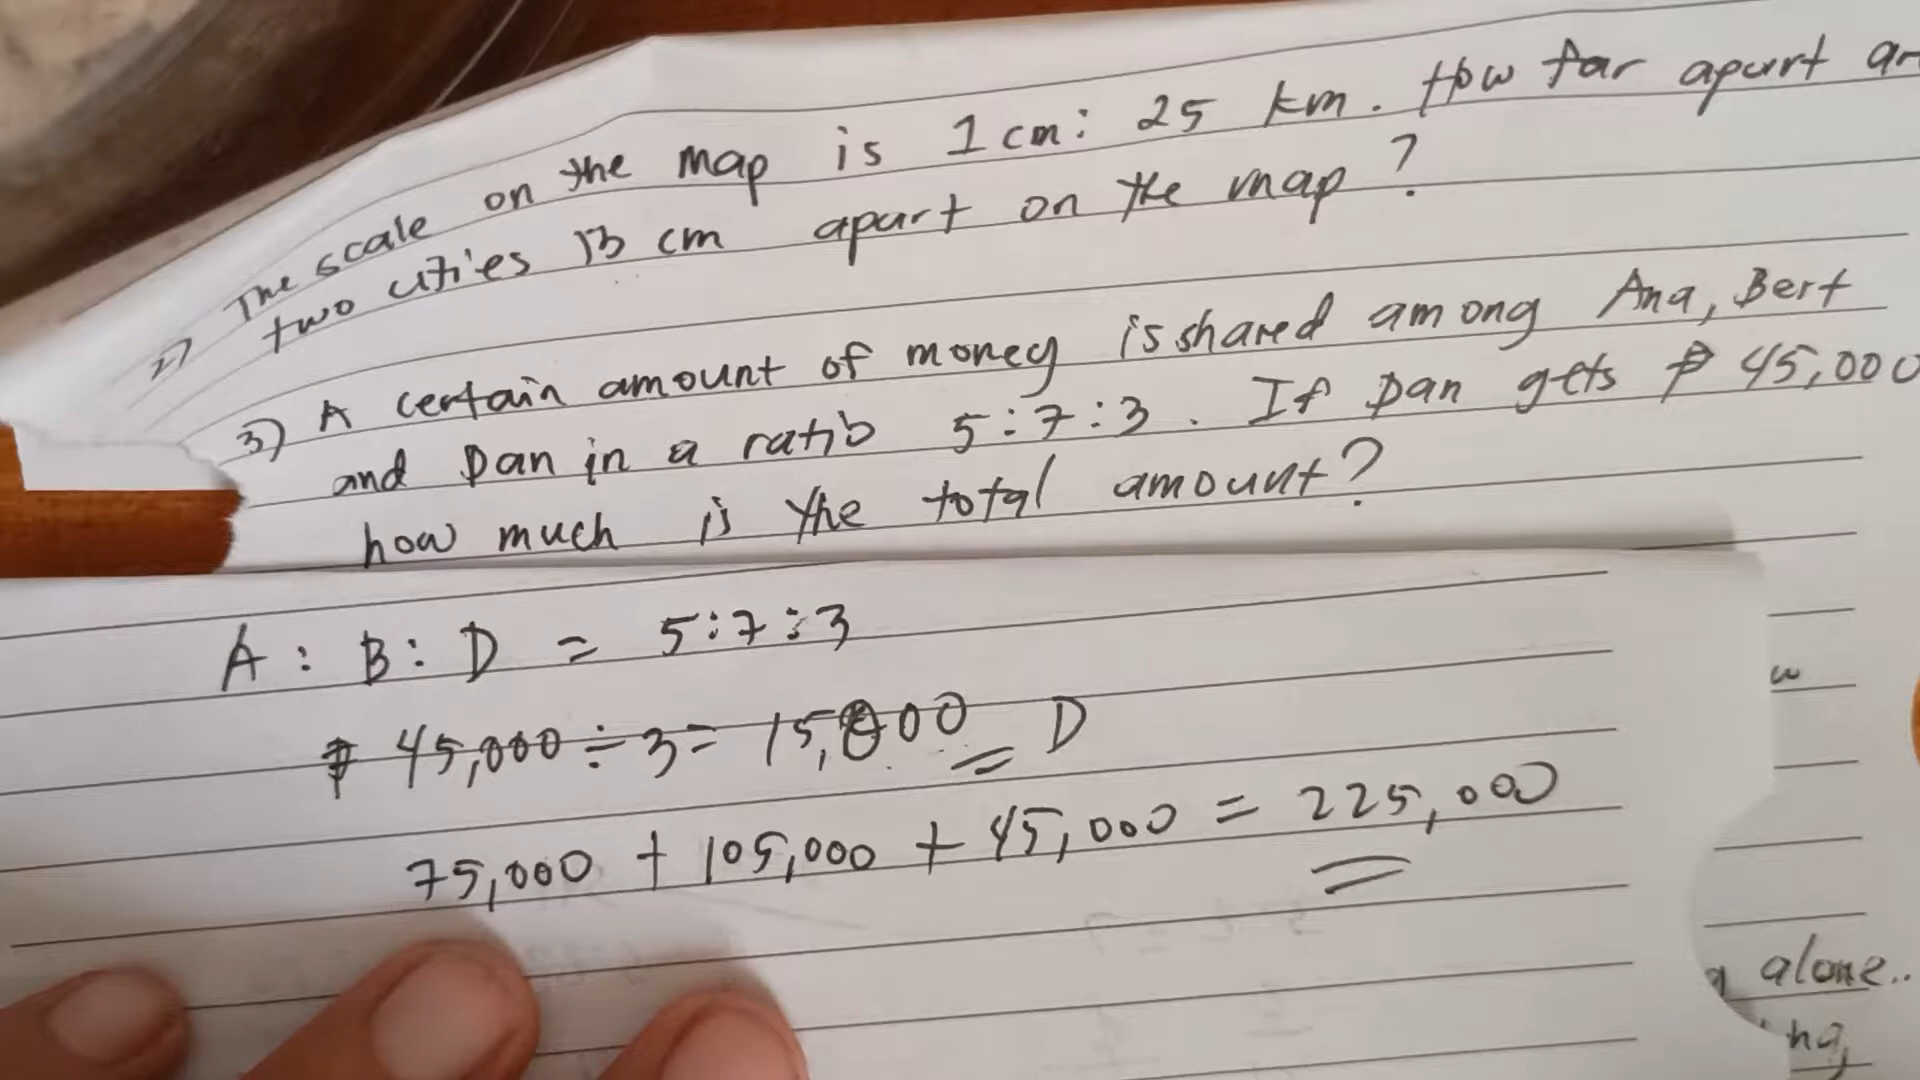 2) The scale on the map is 1 cm: 25 km. How far apart ar
two cities 13 cm apart on the map?
3) A certain amount of money is shared among Ana, Bert
and Dan in a ratio 5:7:3. If Dan gets ₱ 45,000
how much is the total amount?
A : B : D = 5:7:3
₱ 45,000 ÷ 3 = 15,000 D
75,000 + 105,000 + 45,000 = 225,000
w
g alone..
ng,